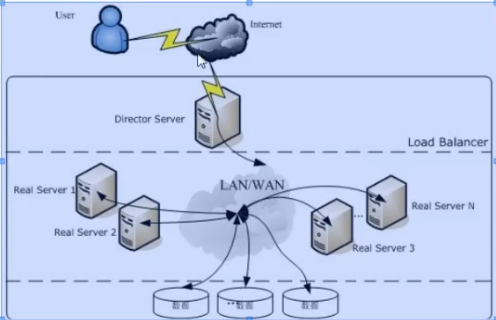 User
Internet
Director Server
Load Balancer
LAN/WAN
Real Server 1
Real Server N
Real Server 2
...
Real Server 3
数据
...
数据
数据